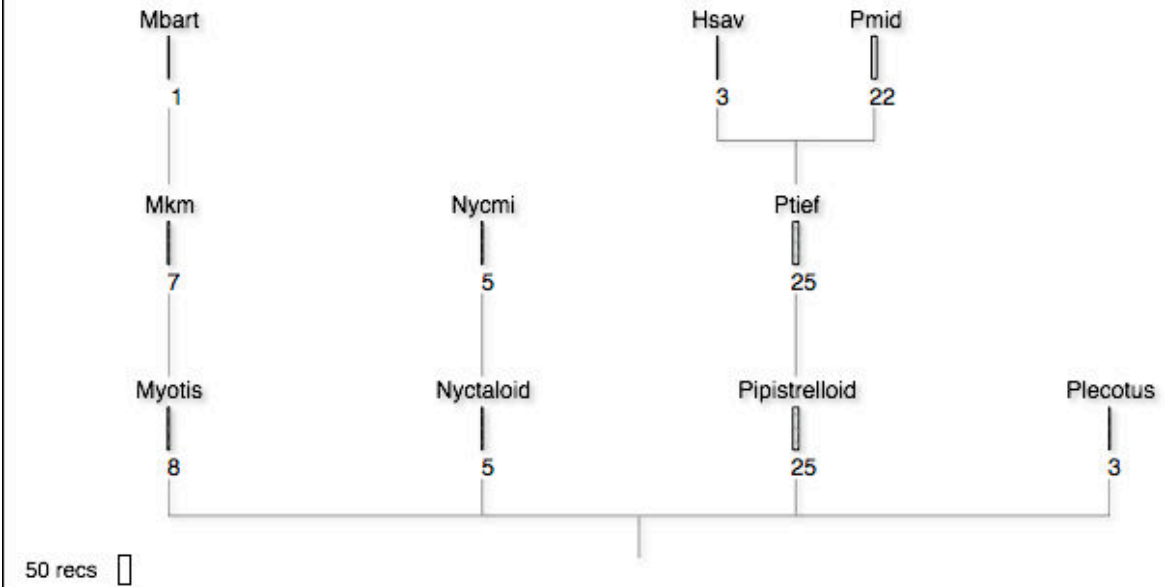 Mbart Hsav Pmid
1 3 22
Mkm Nycmi Ptief
7 5 25
Myotis Nyctaloid Pipistrelloid Plecotus
8 5 25 3
50 recs